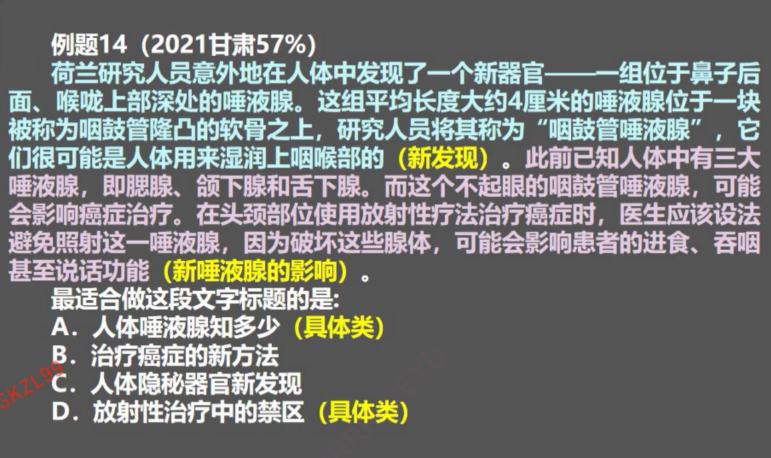 例题14（2021甘肃57%）
荷兰研究人员意外地在人体中发现了一个新器官——一组位于鼻子后
面、喉咙上部深处的唾液腺。这组平均长度大约4厘米的唾液腺位于一块
被称为咽鼓管隆凸的软骨之上，研究人员将其称为“咽鼓管唾液腺”，它
们很可能是人体用来湿润上咽喉部的（新发现）。此前已知人体中有三大
唾液腺，即腮腺、颌下腺和舌下腺。而这个不起眼的咽鼓管唾液腺，可能
会影响癌症治疗。在头颈部位使用放射性疗法治疗癌症时，医生应该设法
避免照射这一唾液腺，因为破坏这些腺体，可能会影响患者的进食、吞咽
甚至说话功能（新唾液腺的影响）。
最适合做这段文字标题的是:
A．人体唾液腺知多少（具体类）
B．治疗癌症的新方法
C．人体隐秘器官新发现
D．放射性治疗中的禁区（具体类）
GKZL99